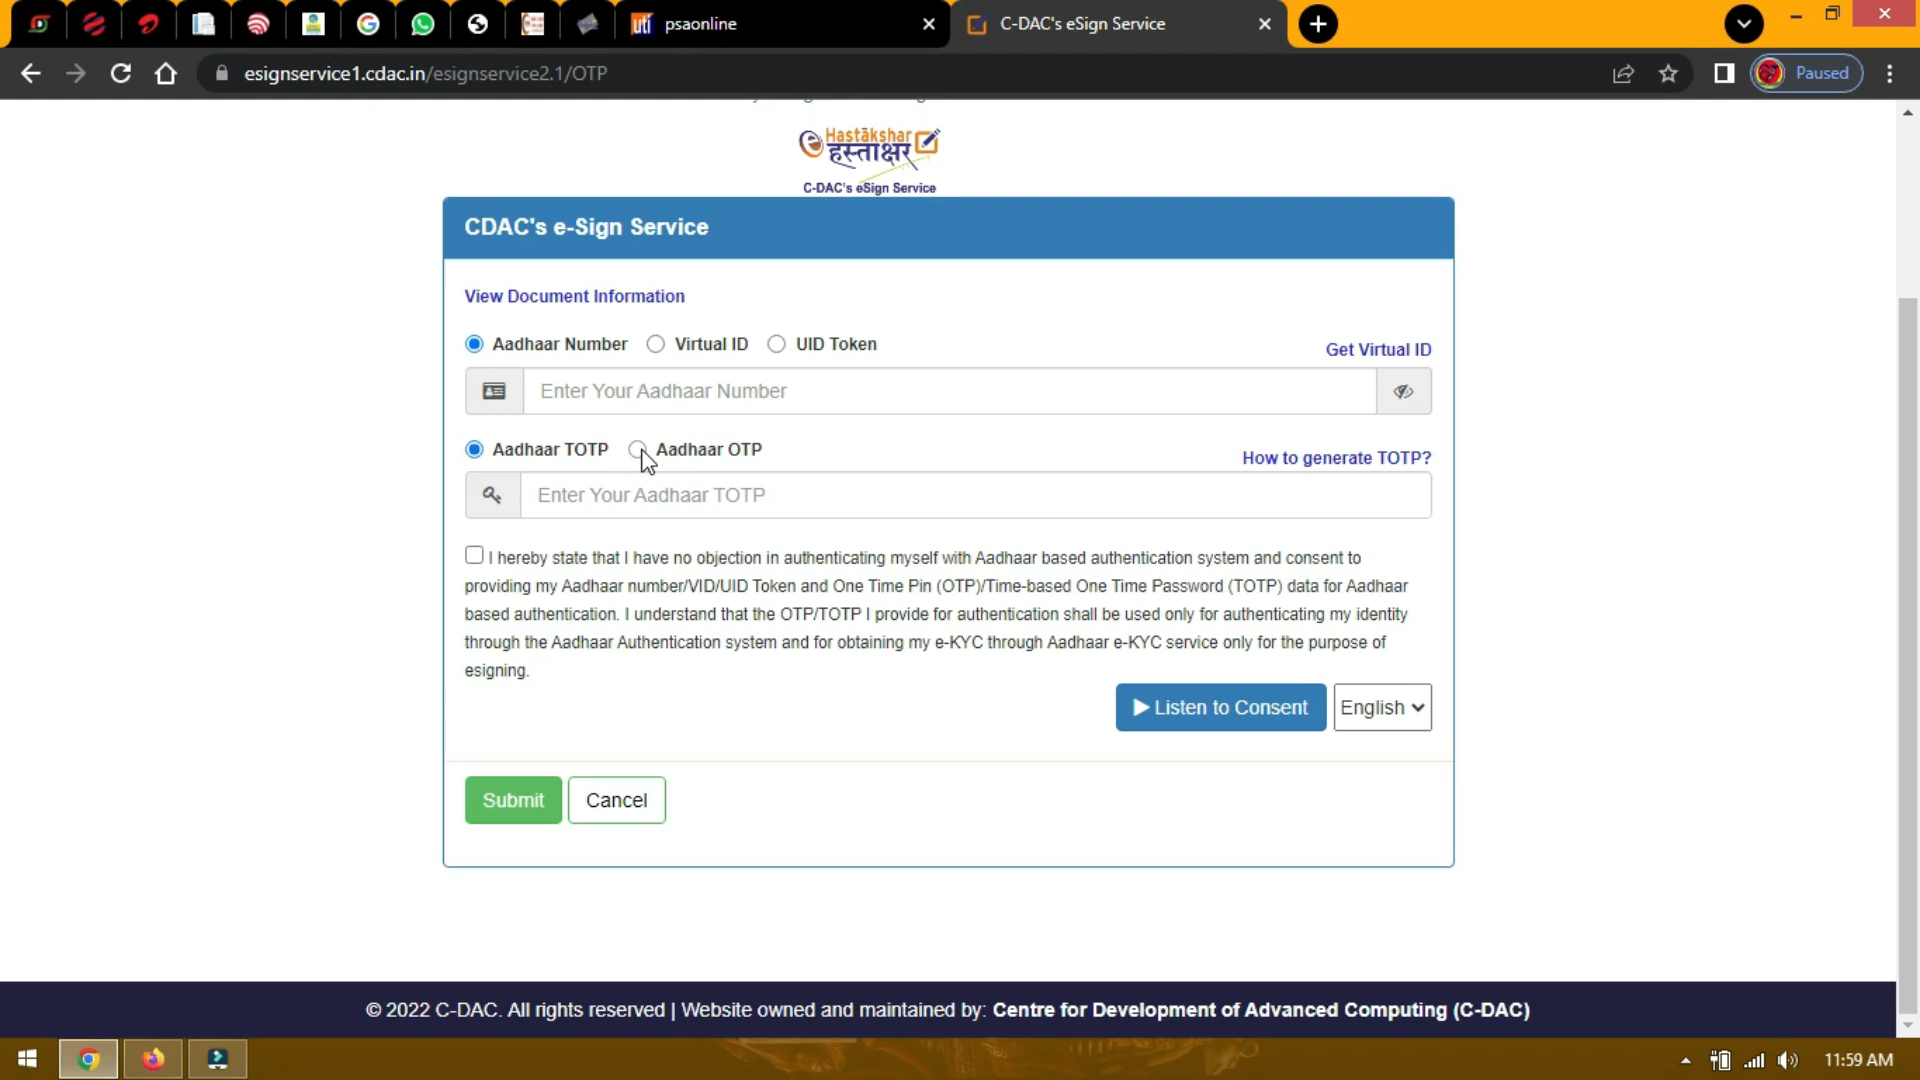 uti psaonline
C-DAC's eSign Service
esignservice1.cdac.in/esignservice2.1/OTP
Paused
e Hastākshar
हस्ताक्षर
C-DAC's eSign Service
CDAC's e-Sign Service
View Document Information
Aadhaar Number Virtual ID UID Token
Get Virtual ID
Enter Your Aadhaar Number
Aadhaar TOTP Aadhaar OTP
How to generate TOTP?
Enter Your Aadhaar TOTP
I hereby state that I have no objection in authenticating myself with Aadhaar based authentication system and consent to
providing my Aadhaar number/VID/UID Token and One Time Pin (OTP)/Time-based One Time Password (TOTP) data for Aadhaar
based authentication. I understand that the OTP/TOTP I provide for authentication shall be used only for authenticating my identity
through the Aadhaar Authentication system and for obtaining my e-KYC through Aadhaar e-KYC service only for the purpose of
esigning.
Listen to Consent English
Submit Cancel
© 2022 C-DAC. All rights reserved | Website owned and maintained by: Centre for Development of Advanced Computing (C-DAC)
11:59 AM